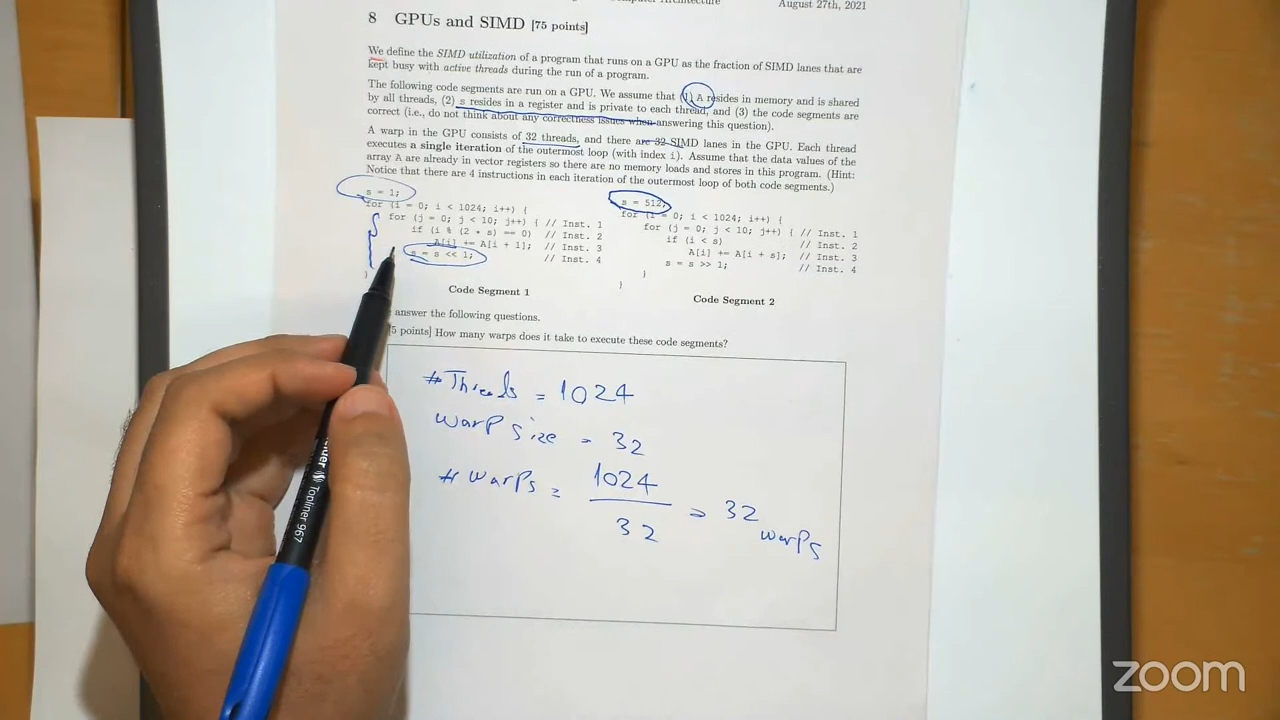 Computer Architecture August 27th, 2021
8 GPUs and SIMD [75 points]
We define the SIMD utilization of a program that runs on a GPU as the fraction of SIMD lanes that are
kept busy with active threads during the run of a program.
The following code segments are run on a GPU. We assume that (1) A resides in memory and is shared
by all threads, (2) s resides in a register and is private to each thread, and (3) the code segments are
correct (i.e., do not think about any correctness issues when answering this question).
A warp in the GPU consists of 32 threads, and there are 32 SIMD lanes in the GPU. Each thread
executes a single iteration of the outermost loop (with index i). Assume that the data values of the
array A are already in vector registers so there are no memory loads and stores in this program. (Hint:
Notice that there are 4 instructions in each iteration of the outermost loop of both code segments.)
s = 1;
for (i = 0; i < 1024; i++) {
for (j = 0; j < 10; j++) { // Inst. 1
if (i % (2 * s) == 0) // Inst. 2
A[i] += A[i + 1]; // Inst. 3
s = s << 1; // Inst. 4
}
Code Segment 1
s = 512;
for (i = 0; i < 1024; i++) {
for (j = 0; j < 10; j++) { // Inst. 1
if (i < s) // Inst. 2
A[i] += A[i + s]; // Inst. 3
s = s >> 1; // Inst. 4
}
}
Code Segment 2
answer the following questions.
[5 points] How many warps does it take to execute these code segments?
#Threads = 1024
warp size = 32
# warps = 1024 / 32 = 32 warps
Topliner 967
zoom